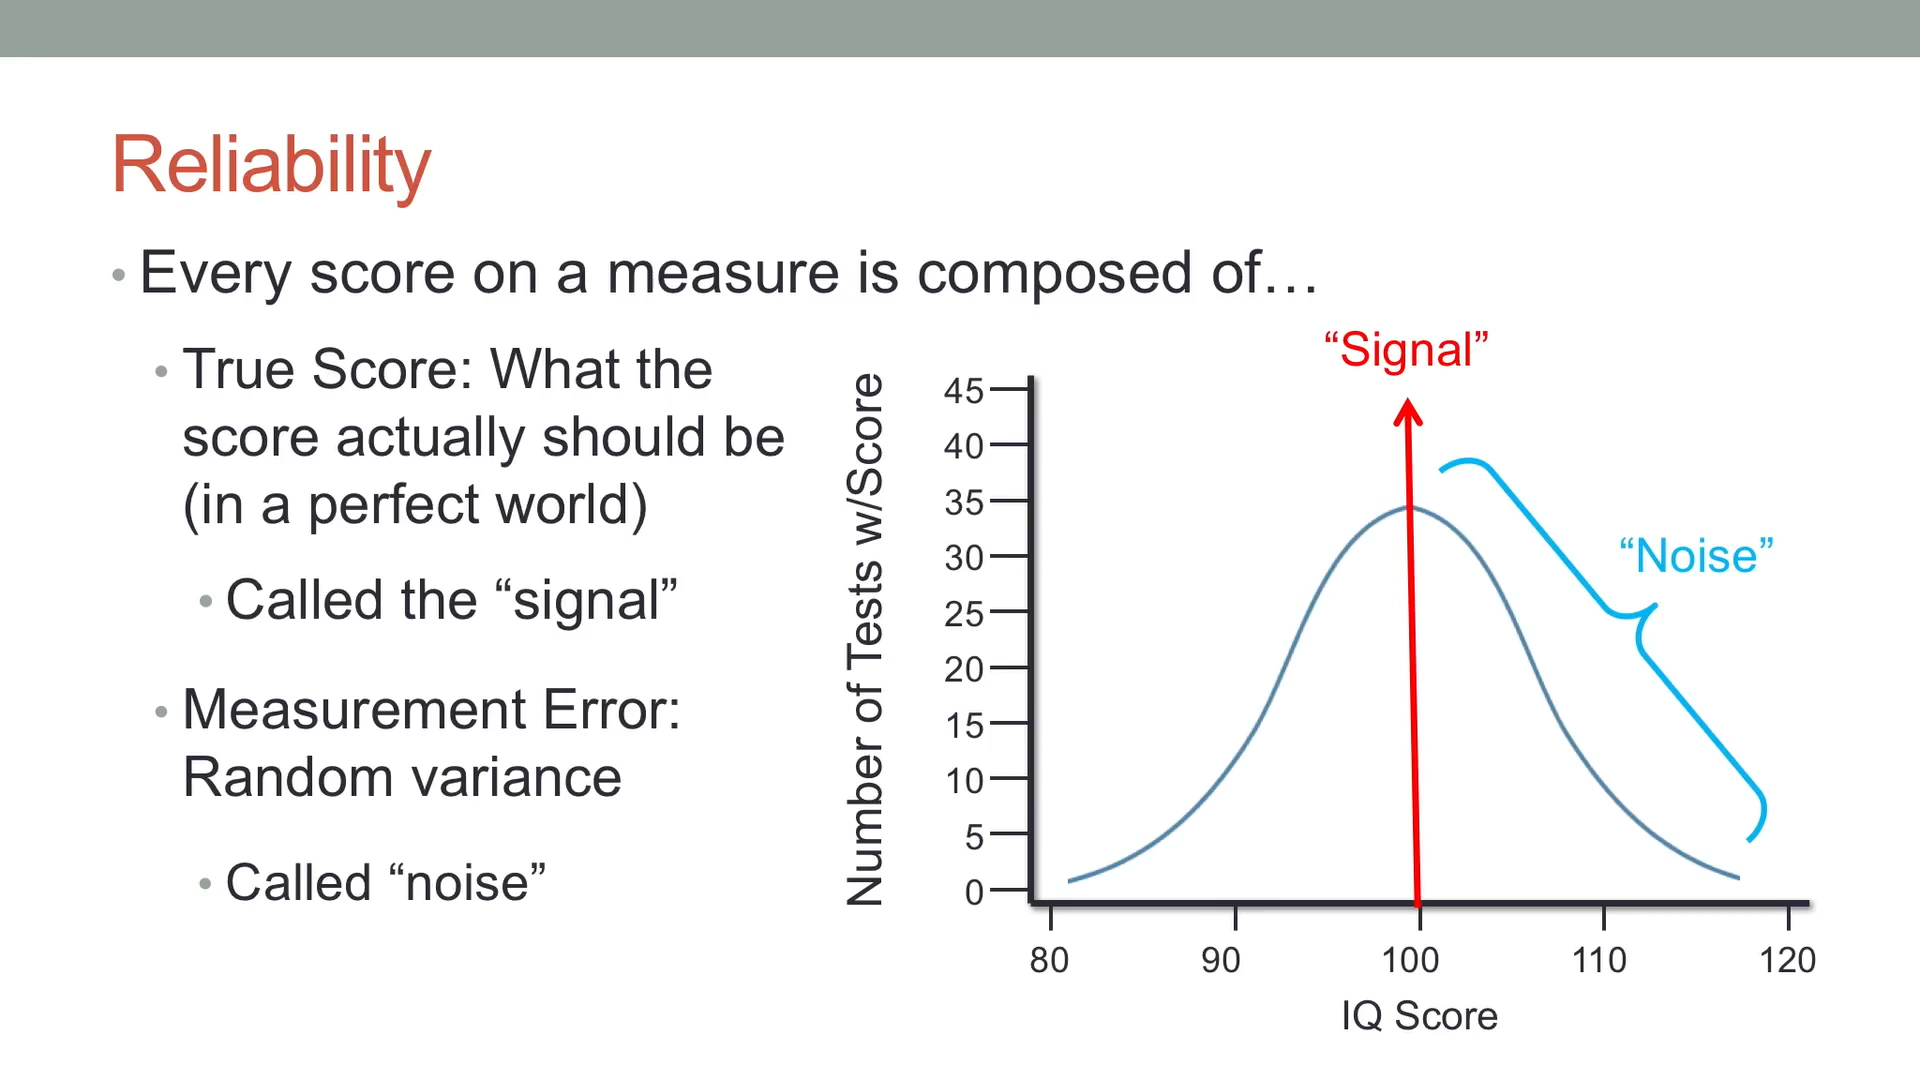 Reliability
• Every score on a measure is composed of…
• True Score: What the
score actually should be
(in a perfect world)
• Called the “signal”
• Measurement Error:
Random variance
• Called “noise”
“Signal”
“Noise”
Number of Tests w/Score
45
40
35
30
25
20
15
10
5
0
80 90 100 110 120
IQ Score